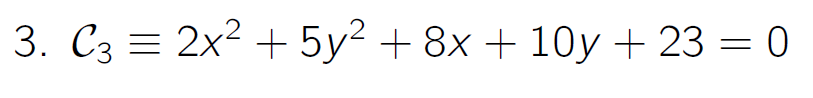 3. 𝒞₃ ≡ 2x² + 5y² + 8x + 10y + 23 = 0